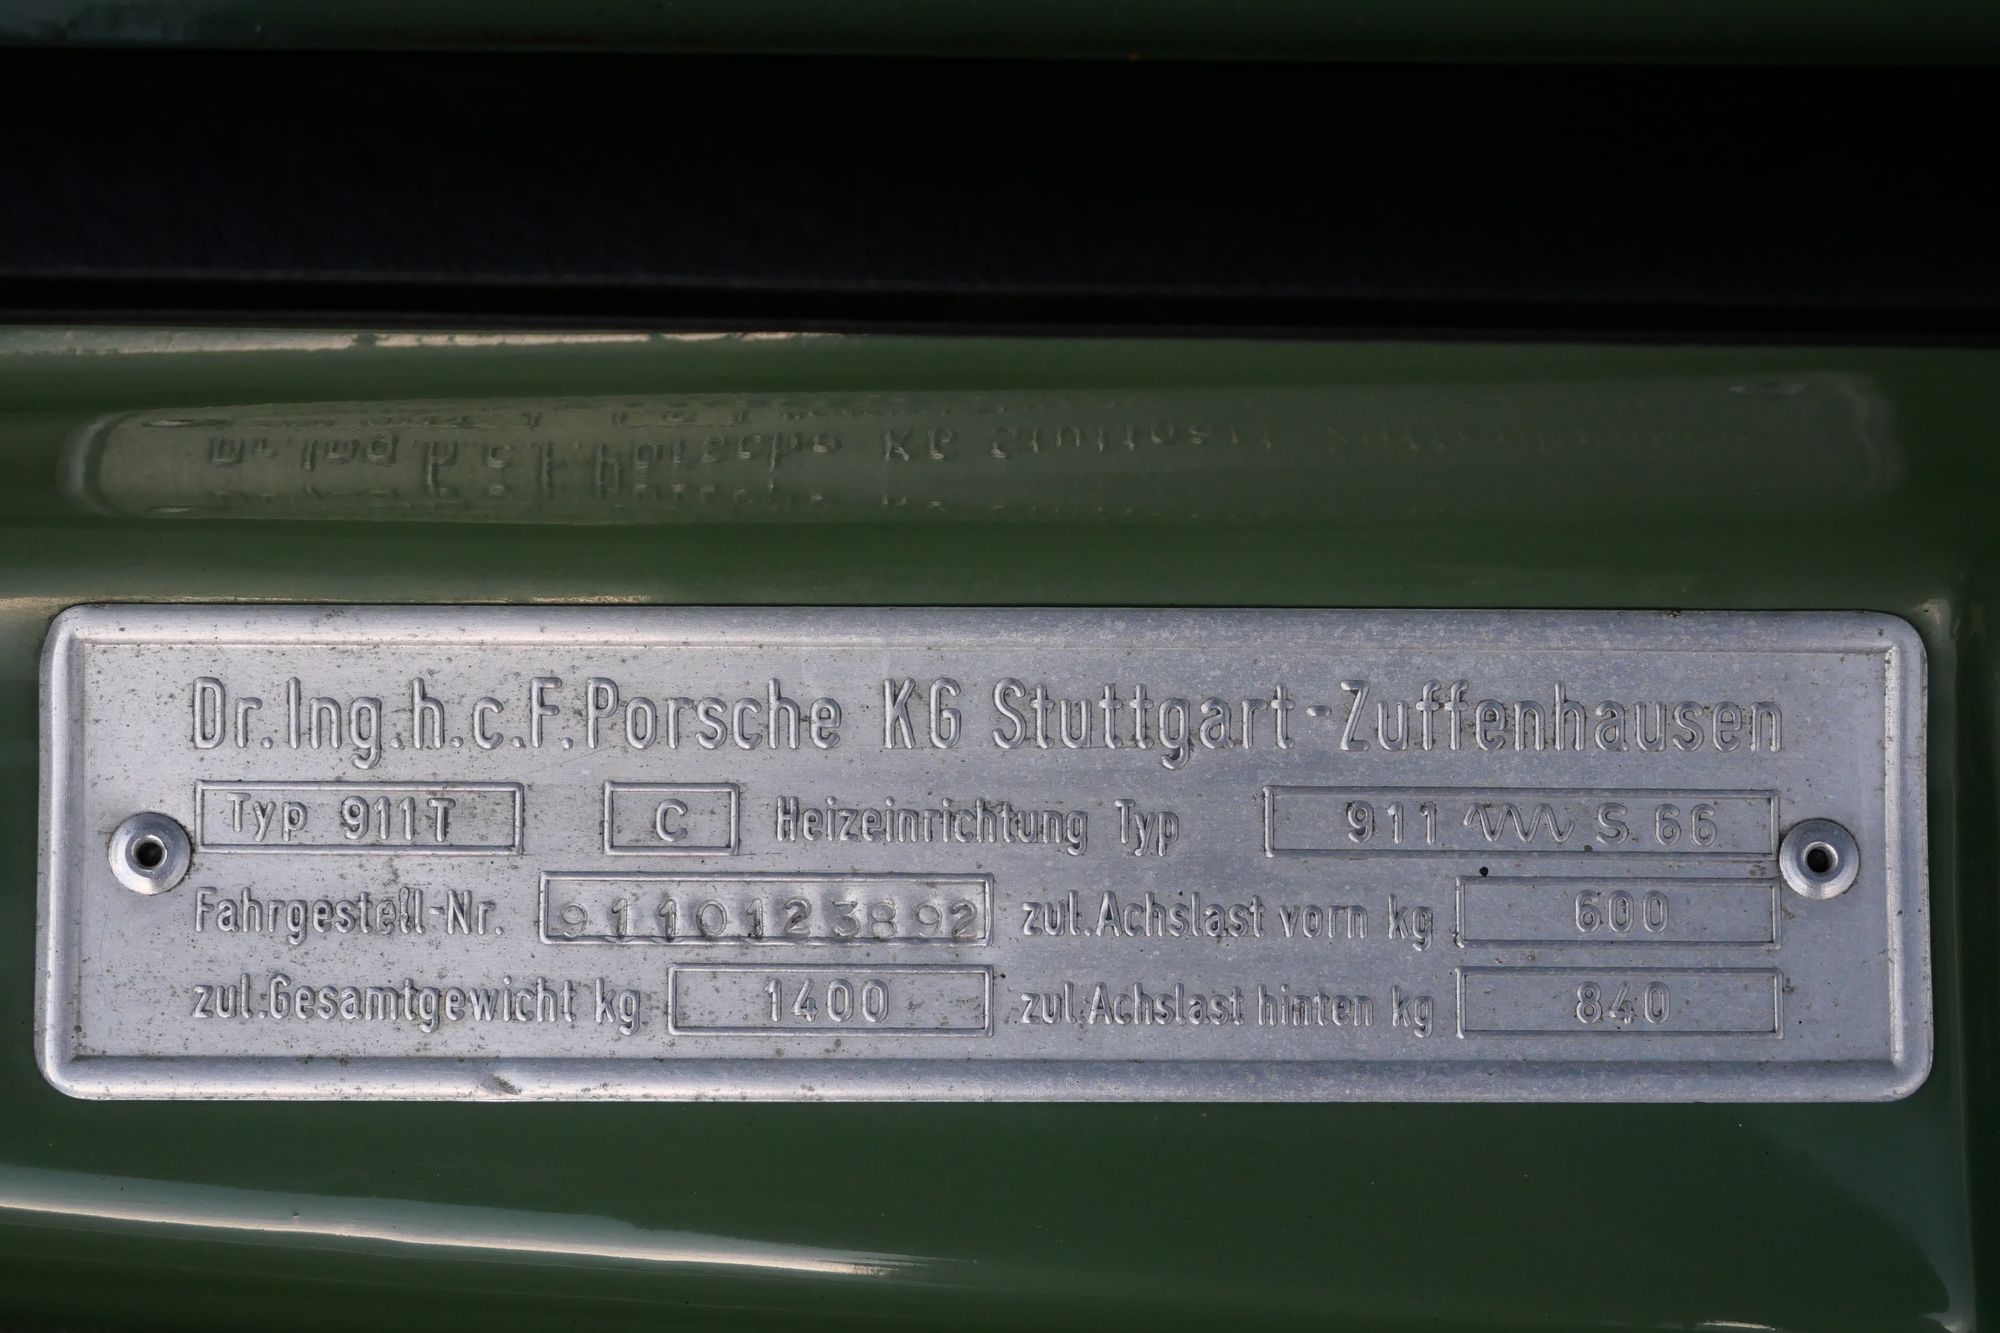 Dr. Ing. h. c. F. Porsche KG Stuttgart-Zuffenhausen
Typ 911T C Heizeinrichtung Typ 911 S 66
Fahrgestell-Nr. 9110123892 zul. Achslast vorn kg 600
zul. Gesamtgewicht kg 1400 zul. Achslast hinten kg 840